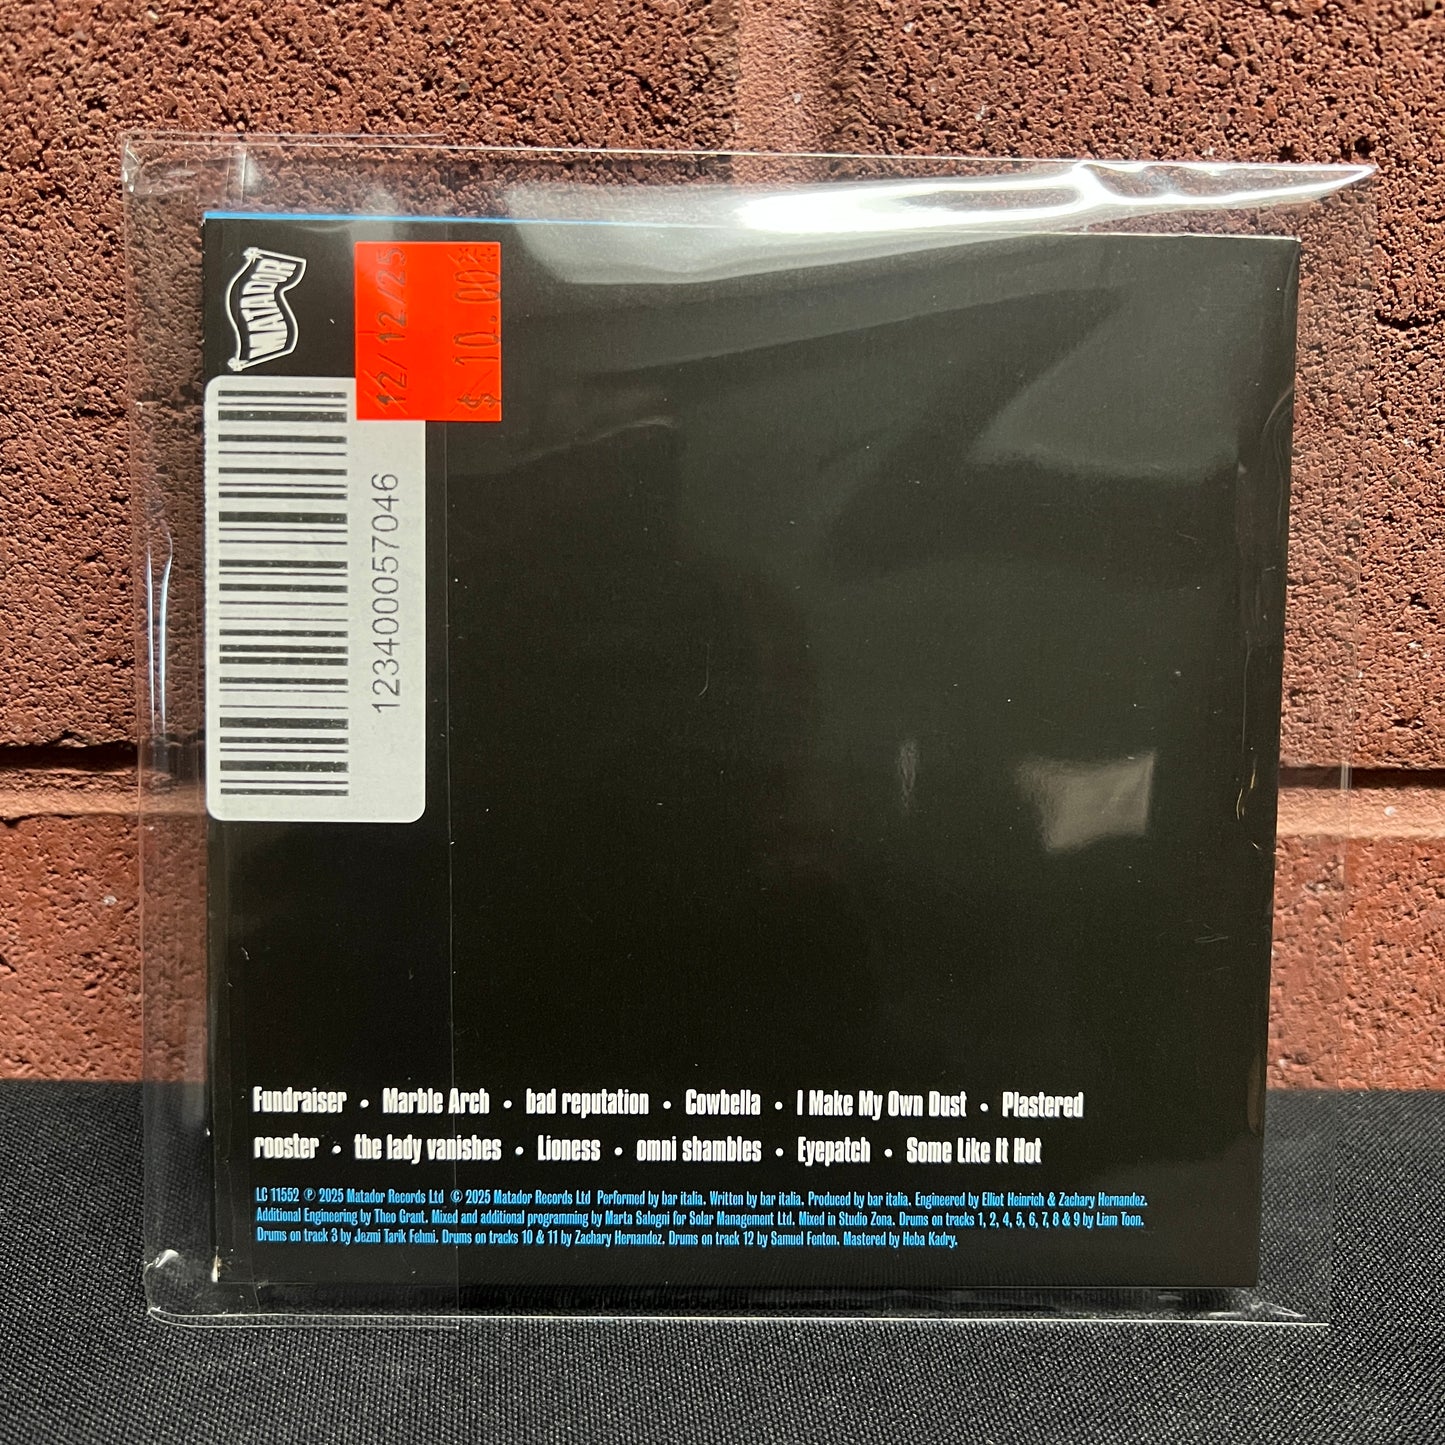 MATADOR
12/12/25
$10.00
123400057046
Fundraiser • Marble Arch • bad reputation • Cowbella • I Make My Own Dust • Plastered
rooster • the lady vanishes • Lioness • omni shambles • Eyepatch • Some Like It Hot
LC 11552 ℗ 2025 Matador Records Ltd © 2025 Matador Records Ltd Performed by bar italia. Written by bar italia. Produced by bar italia. Engineered by Elliot Heinrich & Zachary Hernandez.
Additional Engineering by Theo Grant. Mixed and additional programming by Marta Salogni for Solar Management Ltd. Mixed in Studio Zona. Drums on tracks 1, 2, 4, 5, 6, 7, 8 & 9 by Liam Toon.
Drums on track 3 by Jezmi Tarik Fehmi. Drums on tracks 10 & 11 by Zachary Hernandez. Drums on track 12 by Samuel Fenton. Mastered by Heba Kadry.